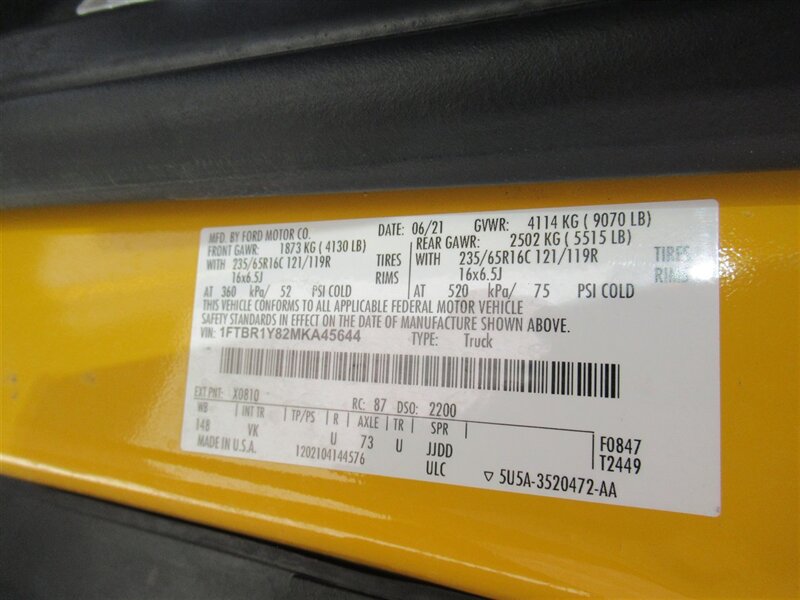 MFD. BY FORD MOTOR CO. DATE: 06/21 GVWR: 4114 KG ( 9070 LB)
FRONT GAWR: 1873 KG ( 4130 LB) REAR GAWR: 2502 KG ( 5515 LB)
WITH 235/65R16C 121/119R TIRES WITH 235/65R16C 121/119R TIRES
16x6.5J RIMS 16x6.5J RIMS
AT 360 kPa/ 52 PSI COLD AT 520 kPa/ 75 PSI COLD
THIS VEHICLE CONFORMS TO ALL APPLICABLE FEDERAL MOTOR VEHICLE
SAFETY STANDARDS IN EFFECT ON THE DATE OF MANUFACTURE SHOWN ABOVE.
VIN: 1FTBR1Y82MKA45644 TYPE: Truck
EXT PNT: X0810 RC: 87 DSO: 2200
WB INT TR TP/PS R AXLE TR SPR
148 VK U 73 U JJDD F0847
MADE IN U.S.A. 1202104144576 ULC T2449
5U5A-3520472-AA